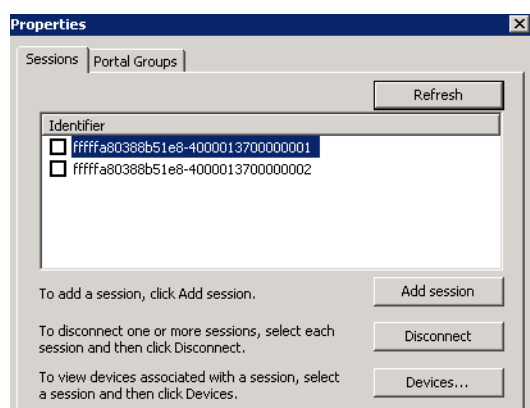 Properties
Sessions Portal Groups
Refresh
Identifier
fffffa80388b51e8-4000013700000001
fffffa80388b51e8-4000013700000002
To add a session, click Add session.
Add session
To disconnect one or more sessions, select each
session and then click Disconnect.
Disconnect
To view devices associated with a session, select
a session and then click Devices.
Devices...